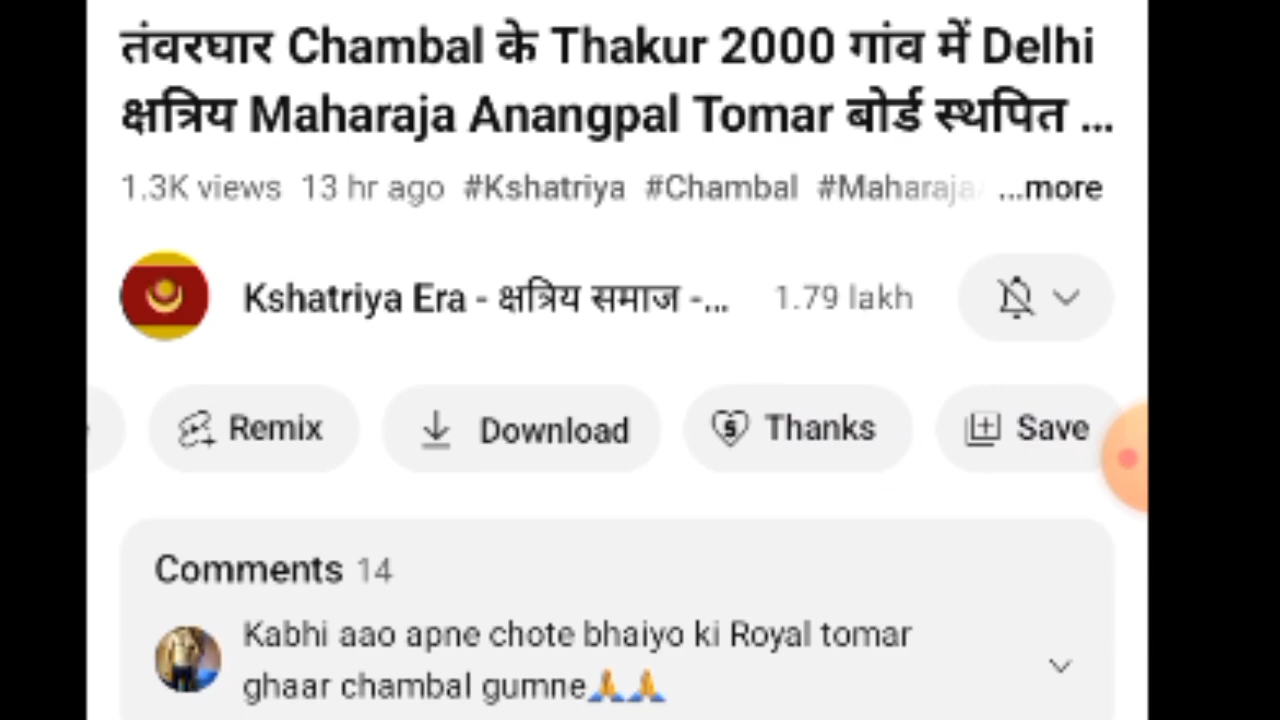 तंवरघार Chambal के Thakur 2000 गांव में Delhi
क्षत्रिय Maharaja Anangpal Tomar बोर्ड स्थपित ...
1.3K views 13 hr ago #Kshatriya #Chambal #Maharaja ...more
Kshatriya Era - क्षत्रिय समाज -... 1.79 lakh
Remix Download Thanks Save
Comments 14
Kabhi aao apne chote bhaiyo ki Royal tomar
ghaar chambal gumne🙏🙏